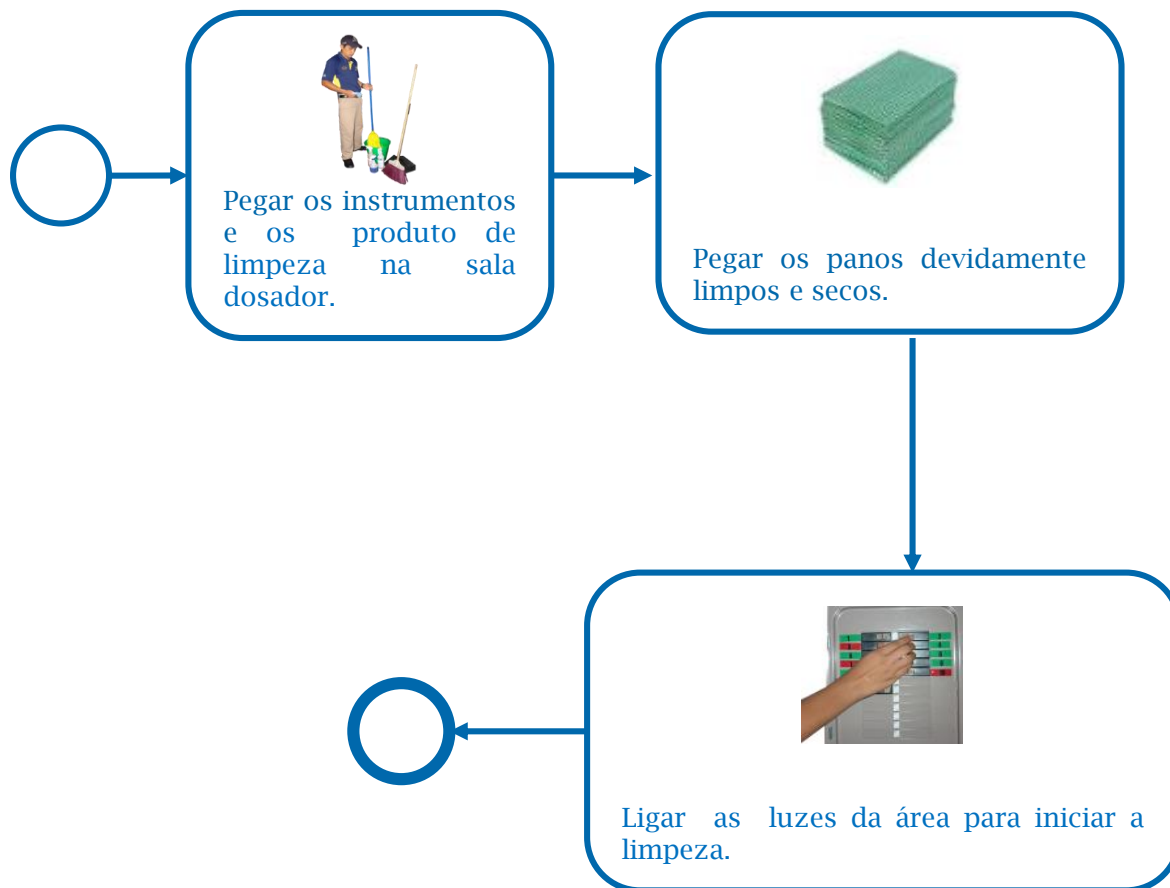 Pegar os instrumentos
e os produto de
limpeza na sala
dosador.
Pegar os panos devidamente
limpos e secos.
Ligar as luzes da área para iniciar a
limpeza.